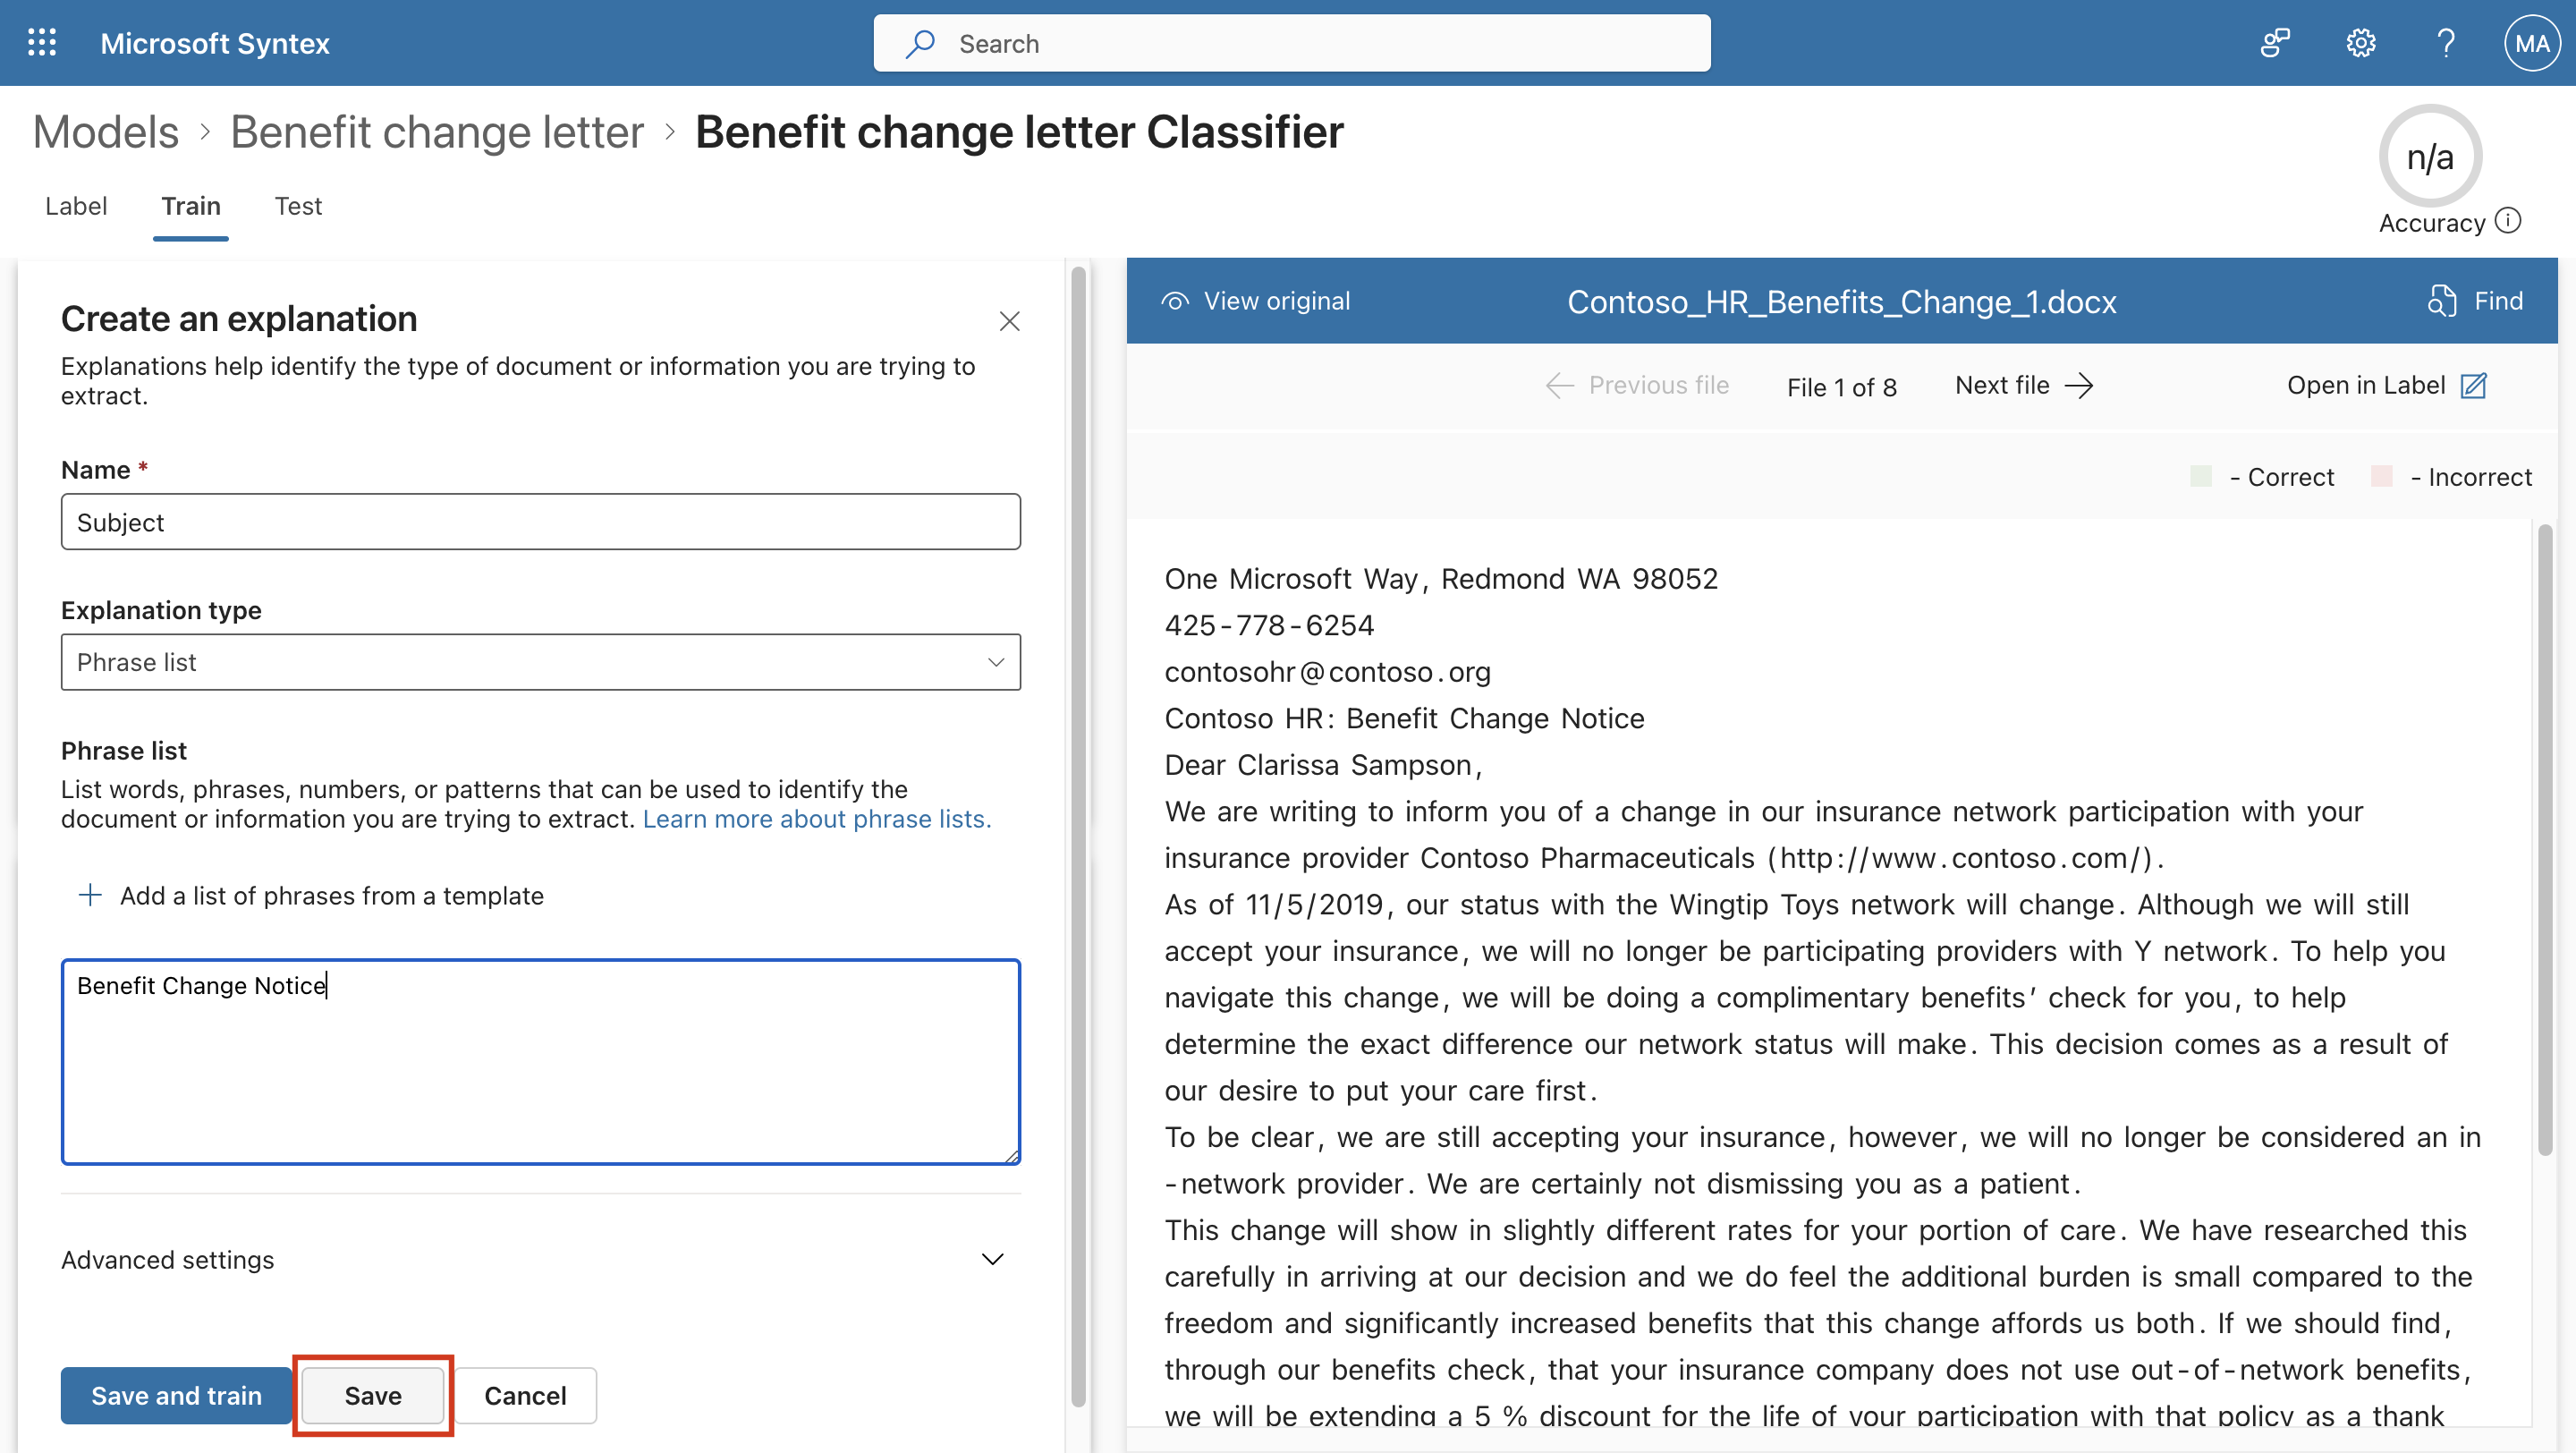 Microsoft Syntex
Search
MA
Models > Benefit change letter > Benefit change letter Classifier
n/a
Accuracy
Label
Train
Test
Create an explanation
Explanations help identify the type of document or information you are trying to
extract.
Name *
Subject
Explanation type
Phrase list
Phrase list
List words, phrases, numbers, or patterns that can be used to identify the
document or information you are trying to extract. Learn more about phrase lists.
Add a list of phrases from a template
Benefit Change Notice
Advanced settings
Save and train
Save
Cancel
View original
Contoso_HR_Benefits_Change_1.docx
Find
Previous file
File 1 of 8
Next file
Open in Label
- Correct
- Incorrect
One Microsoft Way, Redmond WA 98052
425-778-6254
contosohr@contoso.org
Contoso HR: Benefit Change Notice
Dear Clarissa Sampson,
We are writing to inform you of a change in our insurance network participation with your
insurance provider Contoso Pharmaceuticals (http://www.contoso.com/).
As of 11/5/2019, our status with the Wingtip Toys network will change. Although we will still
accept your insurance, we will no longer be participating providers with Y network. To help you
navigate this change, we will be doing a complimentary benefits’ check for you, to help
determine the exact difference our network status will make. This decision comes as a result of
our desire to put your care first.
To be clear, we are still accepting your insurance, however, we will no longer be considered an in
-network provider. We are certainly not dismissing you as a patient.
This change will show in slightly different rates for your portion of care. We have researched this
carefully in arriving at our decision and we do feel the additional burden is small compared to the
freedom and significantly increased benefits that this change affords us both. If we should find,
through our benefits check, that your insurance company does not use out-of-network benefits,
we will be extending a 5 % discount for the life of your participation with that policy as a thank